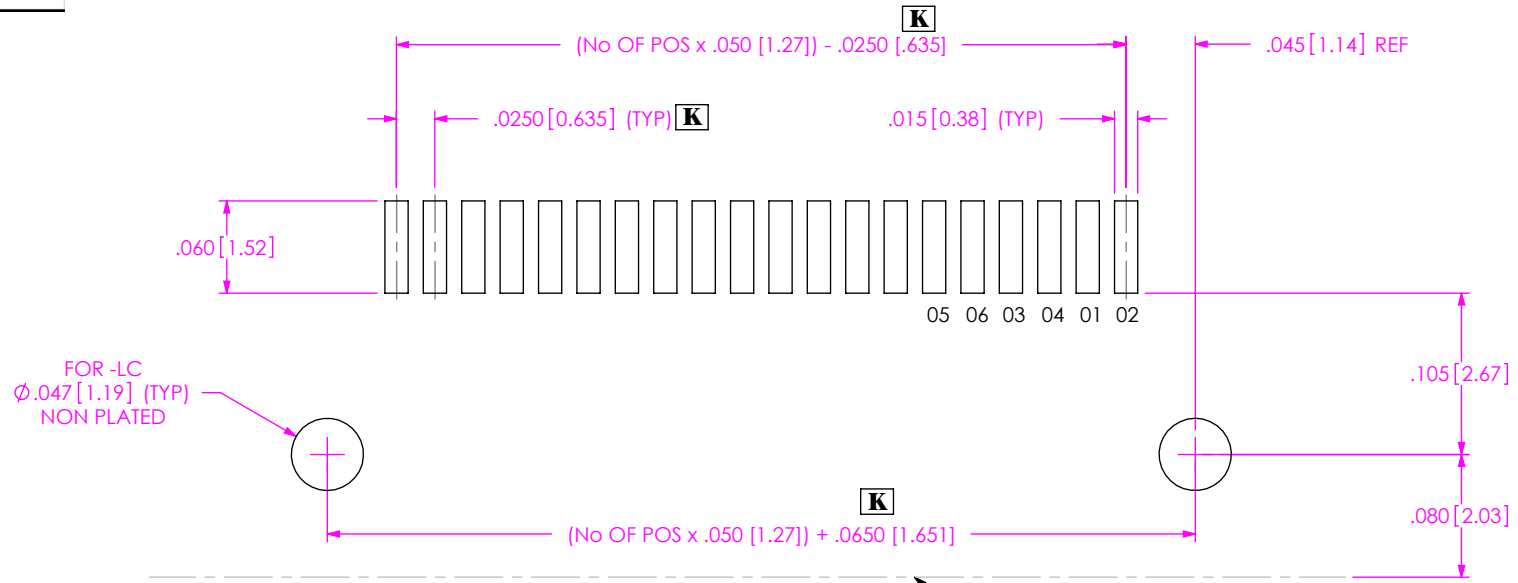 K
(No OF POS x .050 [1.27]) - .0250 [.635]
.045[1.14] REF
.0250[0.635] (TYP) K
.015[0.38] (TYP)
.060[1.52]
05 06 03 04 01 02
FOR -LC
Ø.047[1.19] (TYP)
NON PLATED
.105[2.67]
K
(No OF POS x .050 [1.27]) + .0650 [1.651]
.080[2.03]